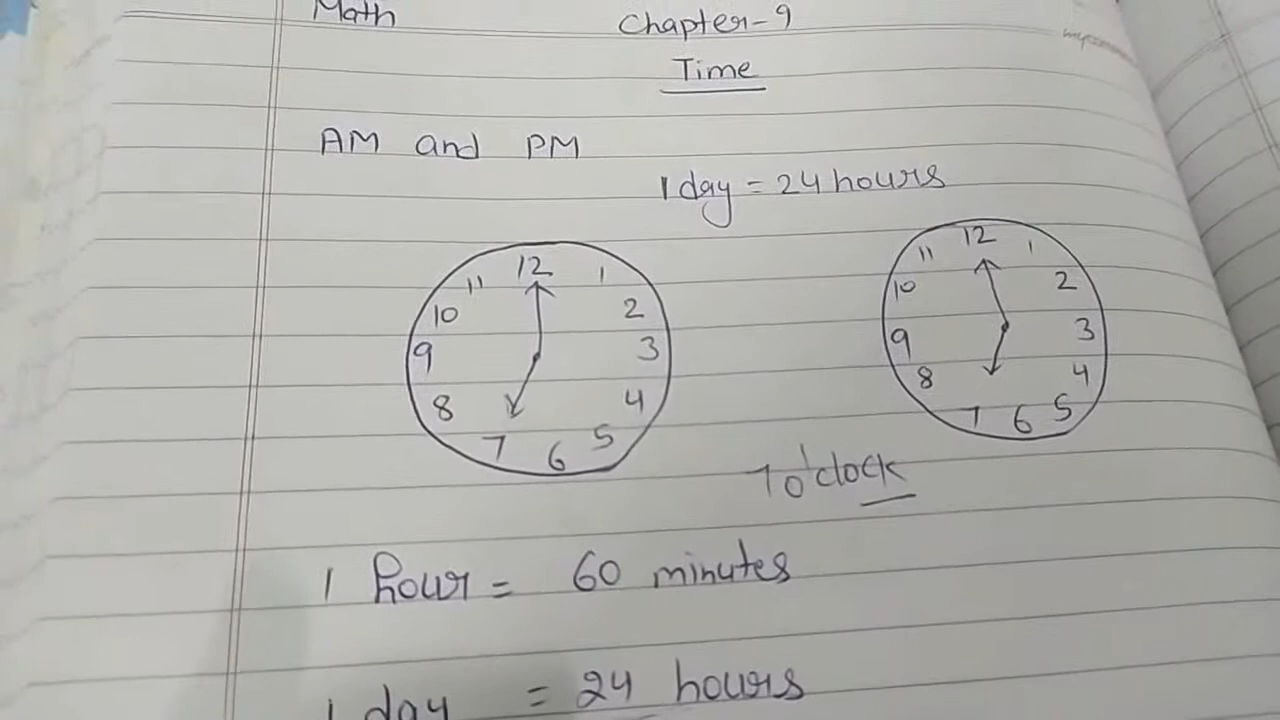 Math Chapter-9
Time
AM and PM
1 day = 24 hours
12 1 2 3 4 5 6 7 8 9 10 11
12 1 2 3 4 5 6 7 8 9 10 11
7 o'clock
1 hour = 60 minutes
1 day = 24 hours